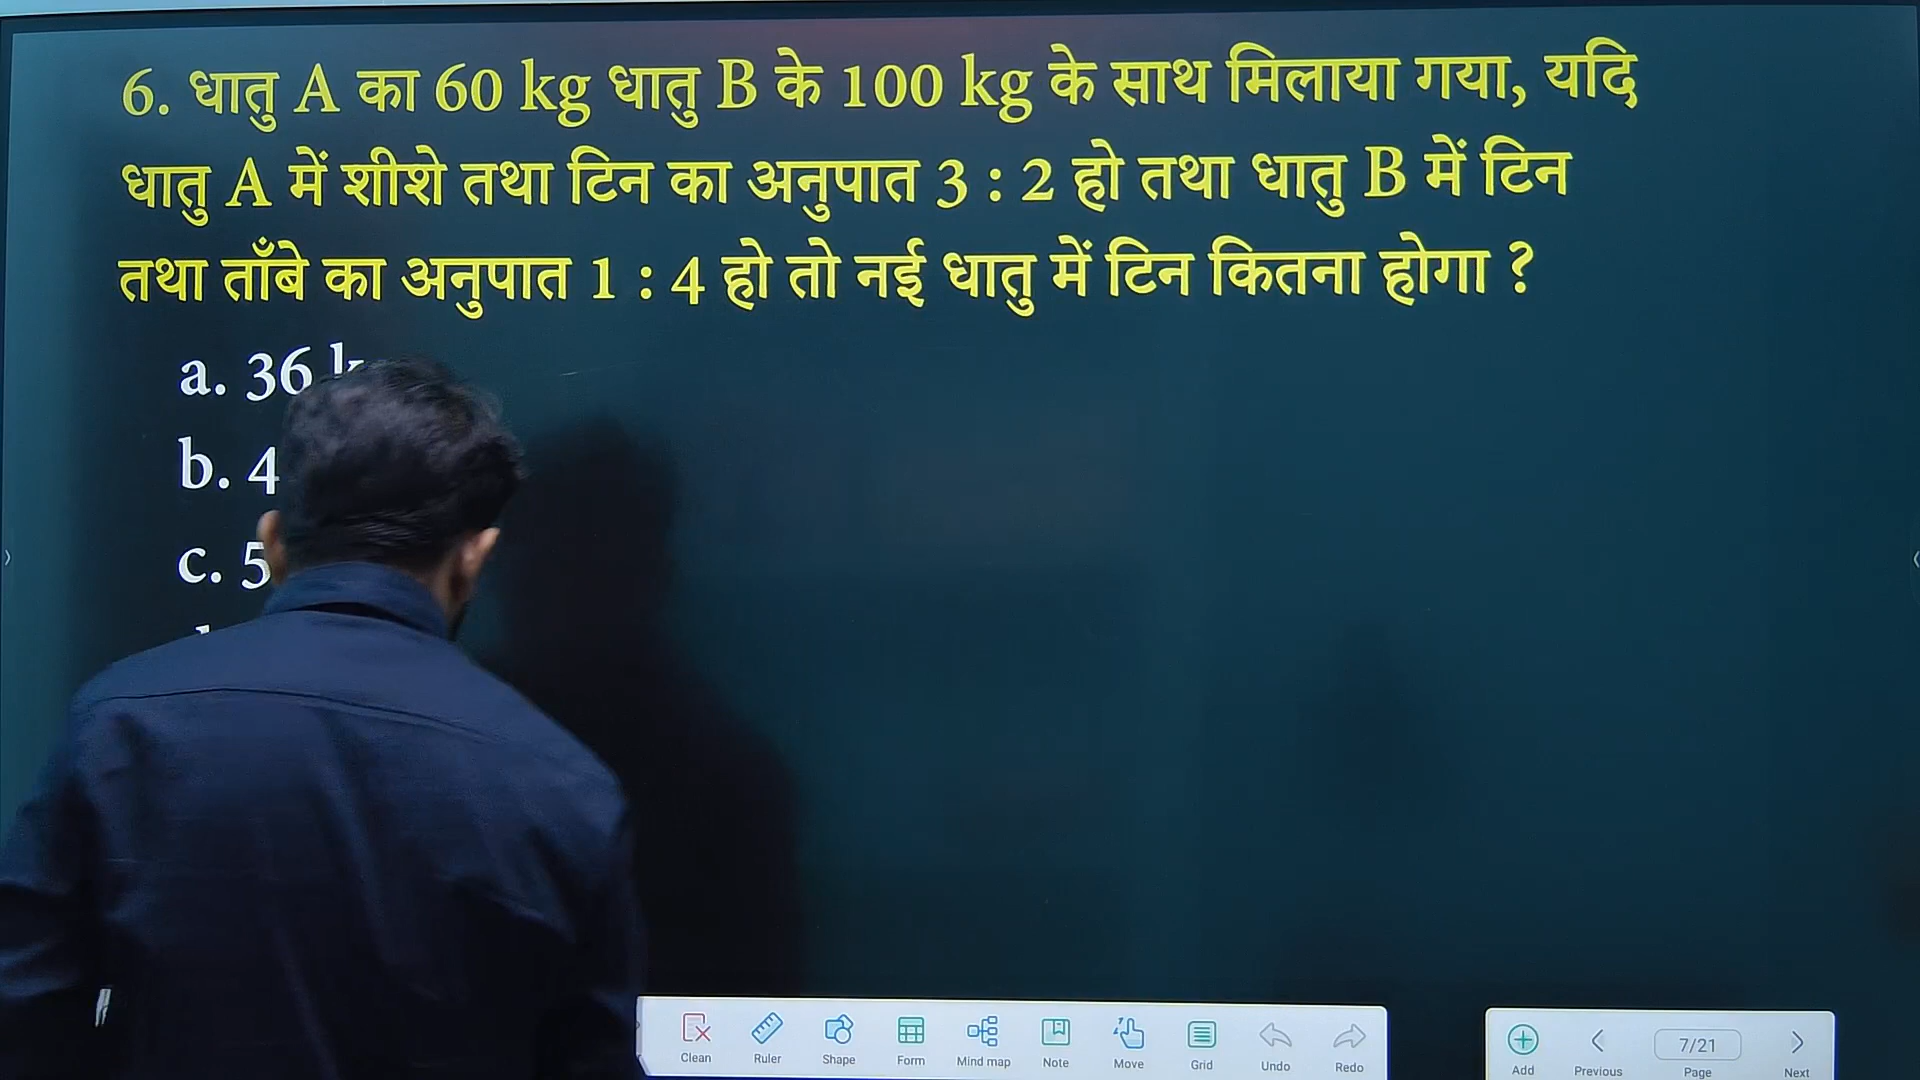 6. धातु A का 60 kg धातु B के 100 kg के साथ मिलाया गया, यदि
धातु A में शीशे तथा टिन का अनुपात 3 : 2 हो तथा धातु B में टिन
तथा ताँबे का अनुपात 1 : 4 हो तो नई धातु में टिन कितना होगा ?
a. 36
b. 4
c. 5
Clean Ruler Shape Form Mind map Note Move Grid Undo Redo
Add Previous 7/21 Page Next